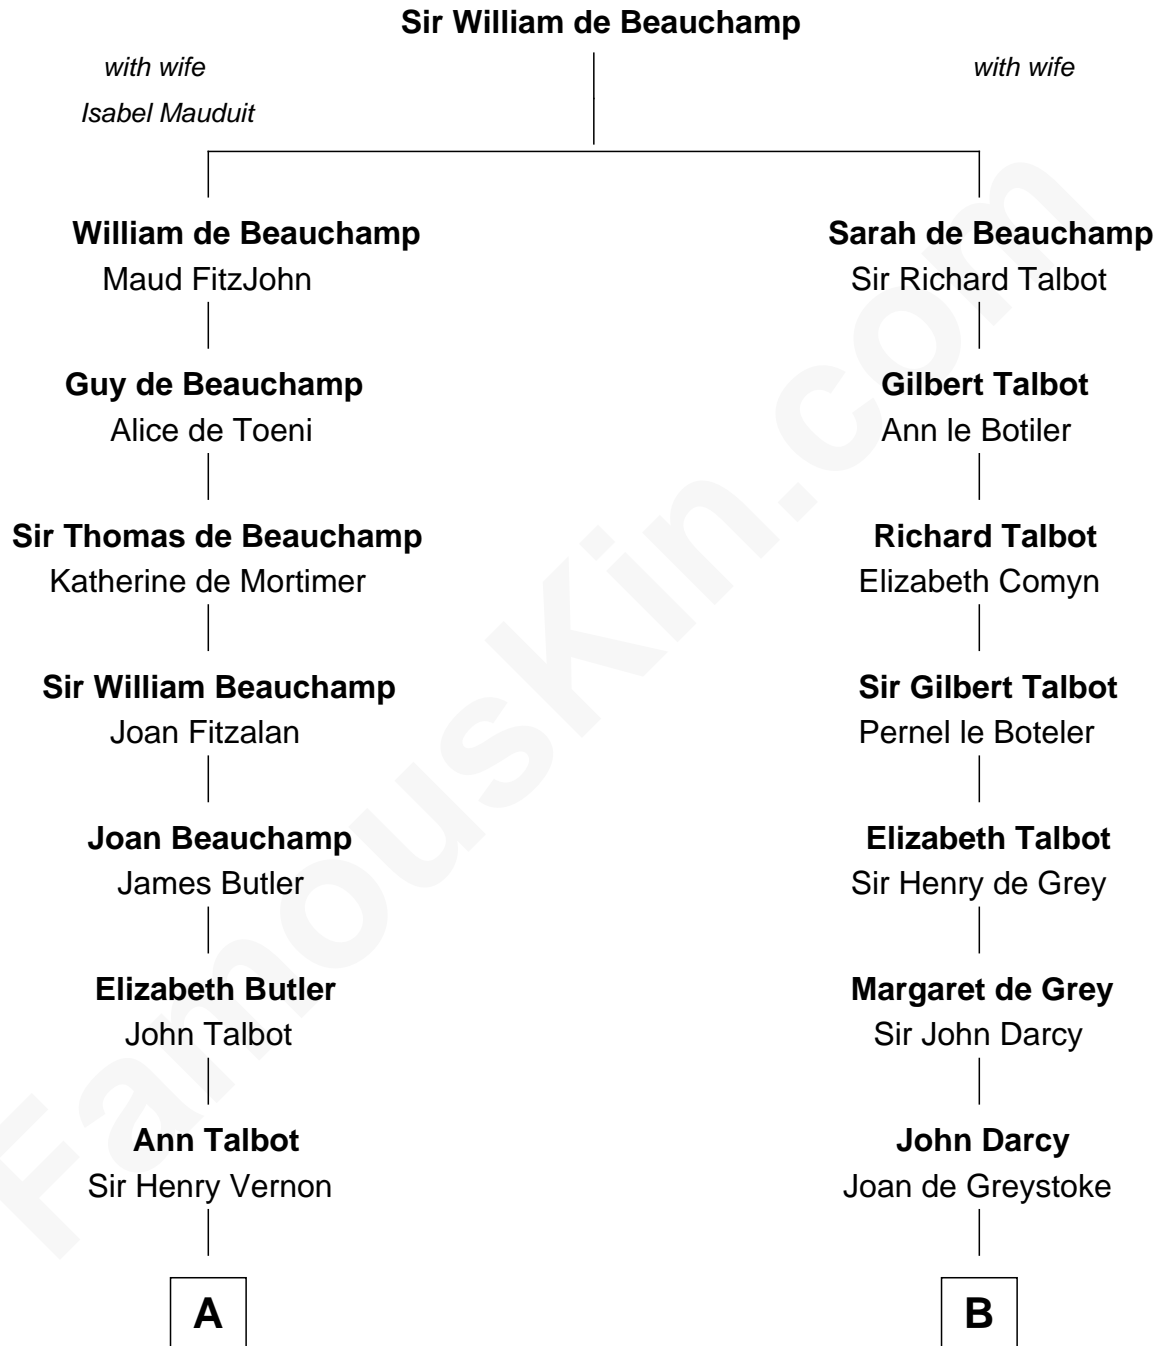 Sir William de Beauchamp
with wife
Isabel Mauduit
with wife
William de Beauchamp
Maud FitzJohn
Sarah de Beauchamp
Sir Richard Talbot
Guy de Beauchamp
Alice de Toeni
Gilbert Talbot
Ann le Botiler
Sir Thomas de Beauchamp
Katherine de Mortimer
Richard Talbot
Elizabeth Comyn
Sir William Beauchamp
Joan Fitzalan
Sir Gilbert Talbot
Pernel le Boteler
Joan Beauchamp
James Butler
Elizabeth Talbot
Sir Henry de Grey
Elizabeth Butler
John Talbot
Margaret de Grey
Sir John Darcy
Ann Talbot
Sir Henry Vernon
John Darcy
Joan de Greystoke
A
B
FamousKin.com